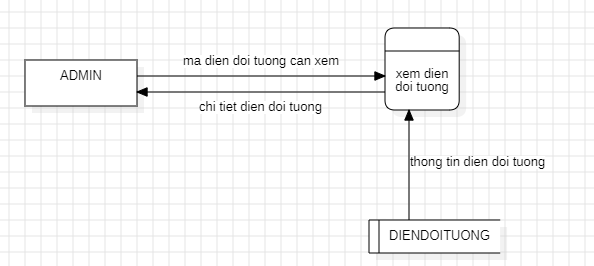 ma dien doi tuong can xem
ADMIN
xem dien
doi tuong
chi tiet dien doi tuong
thong tin dien doi tuong
DIENDOITUONG